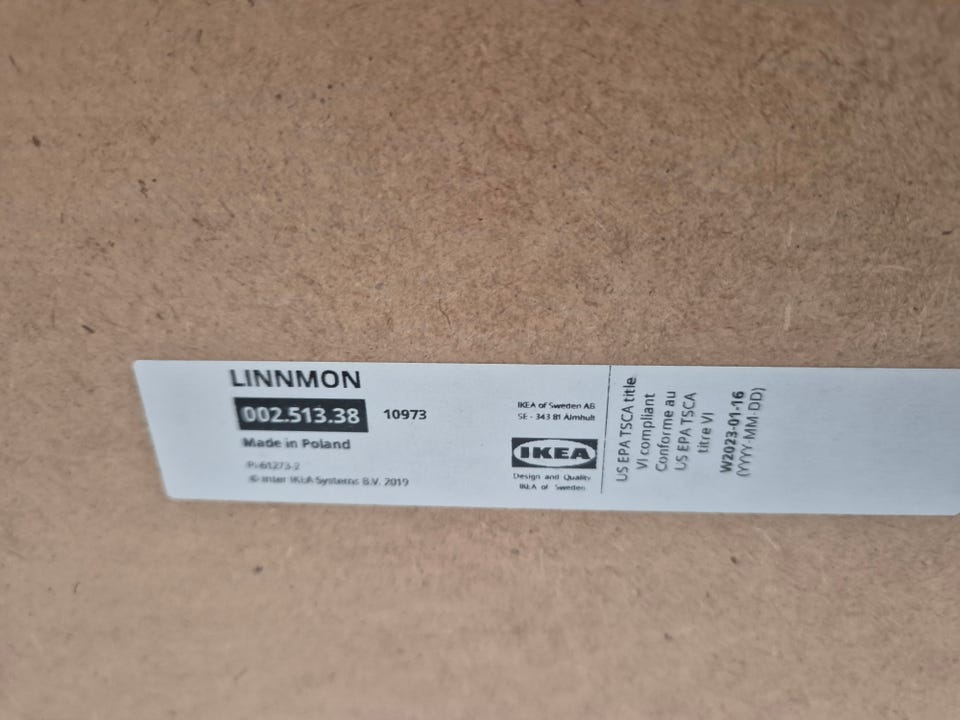 LINNMON
002.513.38 10973
Made in Poland
© Inter IKEA Systems B.V. 2019
IKEA of Sweden AB
SE - 343 81 Älmhult
IKEA
Design and Quality
IKEA of Sweden
US EPA TSCA title
VI compliant
Conforme au
US EPA TSCA
titre VI
W2023-01-16
(YYYY-MM-DD)